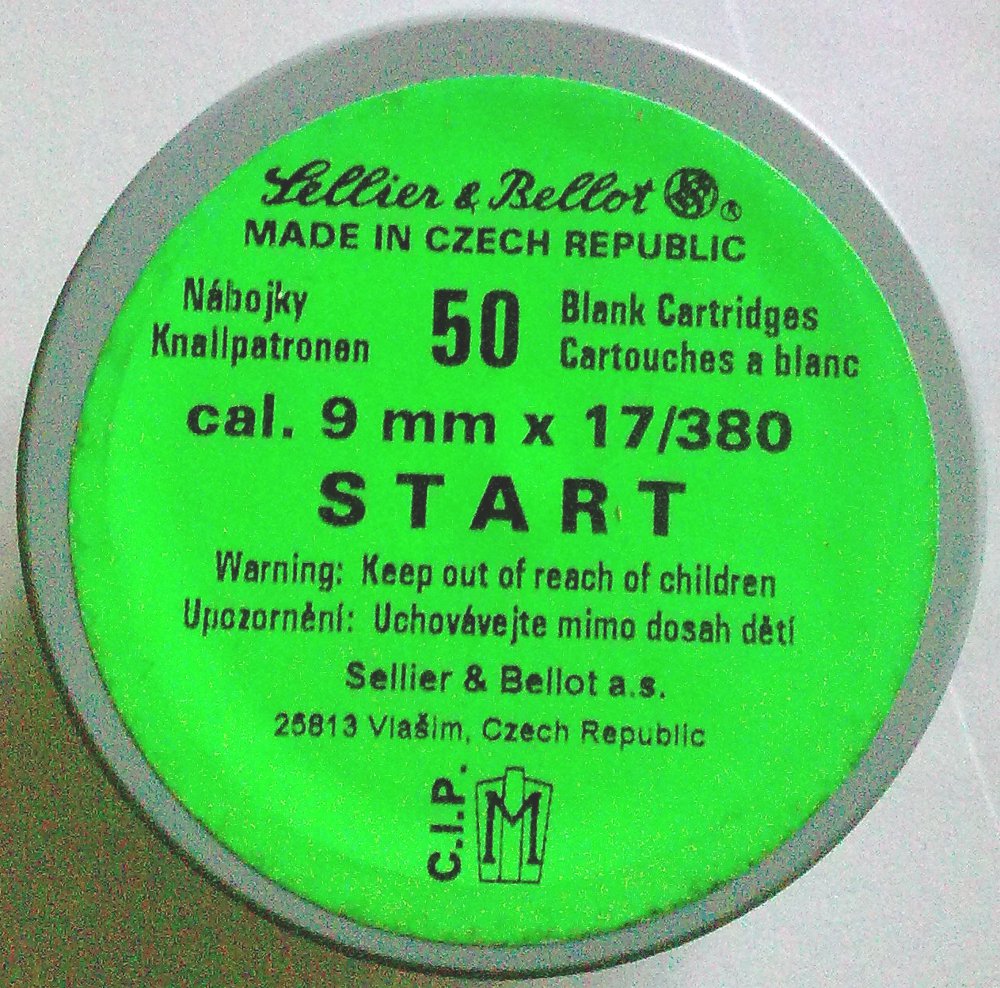 Sellier & Bellot ®
MADE IN CZECH REPUBLIC
Nábojky
Knallpatronen
50
Blank Cartridges
Cartouches a blanc
cal. 9 mm x 17/380
START
Warning: Keep out of reach of children
Upozornění: Uchovávejte mimo dosah dětí
Sellier & Bellot a.s.
25813 Vlašim, Czech Republic
C.I.P.
M